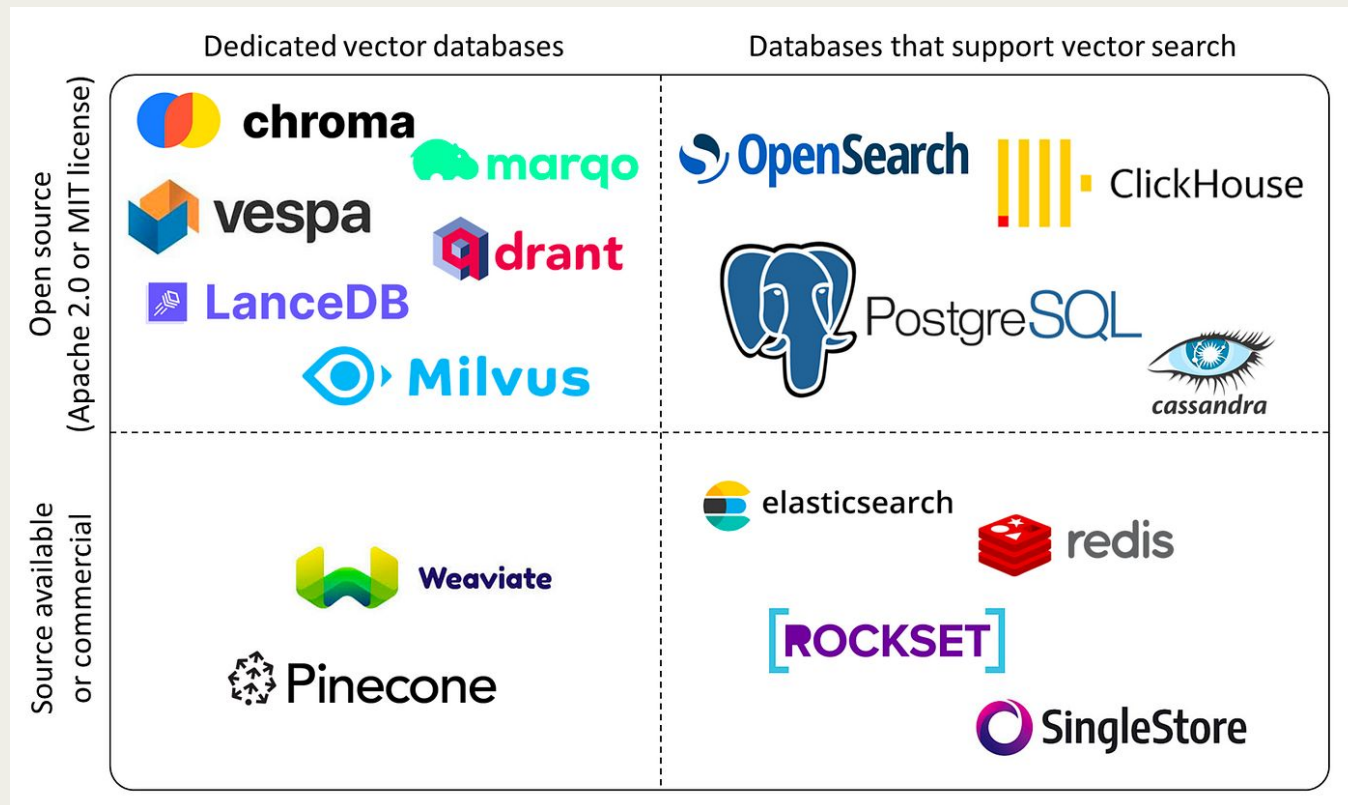 Dedicated vector databases
Databases that support vector search
Open source
(Apache 2.0 or MIT license)
chroma
marqo
vespa
qdrant
LanceDB
Milvus
OpenSearch
ClickHouse
PostgreSQL
cassandra
Source available
or commercial
Weaviate
Pinecone
elasticsearch
redis
ROCKSET
SingleStore